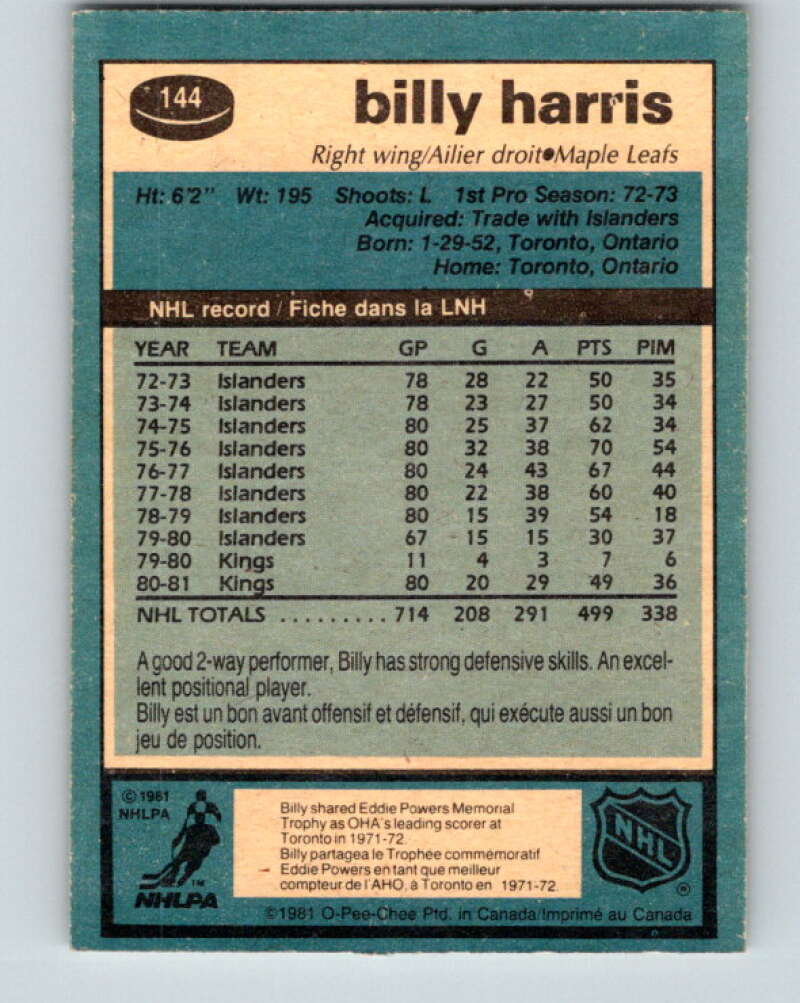 144
billy harris
Right wing/Ailier droit●Maple Leafs
Ht: 6'2" Wt: 195 Shoots: L 1st Pro Season: 72-73
Acquired: Trade with Islanders
Born: 1-29-52, Toronto, Ontario
Home: Toronto, Ontario
NHL record / Fiche dans la LNH
YEAR TEAM GP G A PTS PIM
72-73 Islanders 78 28 22 50 35
73-74 Islanders 78 23 27 50 34
74-75 Islanders 80 25 37 62 34
75-76 Islanders 80 32 38 70 54
76-77 Islanders 80 24 43 67 44
77-78 Islanders 80 22 38 60 40
78-79 Islanders 80 15 39 54 18
79-80 Islanders 67 15 15 30 37
79-80 Kings 11 4 3 7 6
80-81 Kings 80 20 29 49 36
NHL TOTALS .......... 714 208 291 499 338
A good 2-way performer, Billy has strong defensive skills. An excel-
lent positional player.
Billy est un bon avant offensif et défensif, qui exécute aussi un bon
jeu de position.
© 1981
NHLPA
TM
NHLPA
Billy shared Eddie Powers Memorial
Trophy as OHA's leading scorer at
Toronto in 1971-72.
Billy partagea le Trophée commémoratif
Eddie Powers en tant que meilleur
compteur de l'AHO, à Toronto en 1971-72.
NHL
®
©1981 O-Pee-Chee Ptd. in Canada/Imprimé au Canada